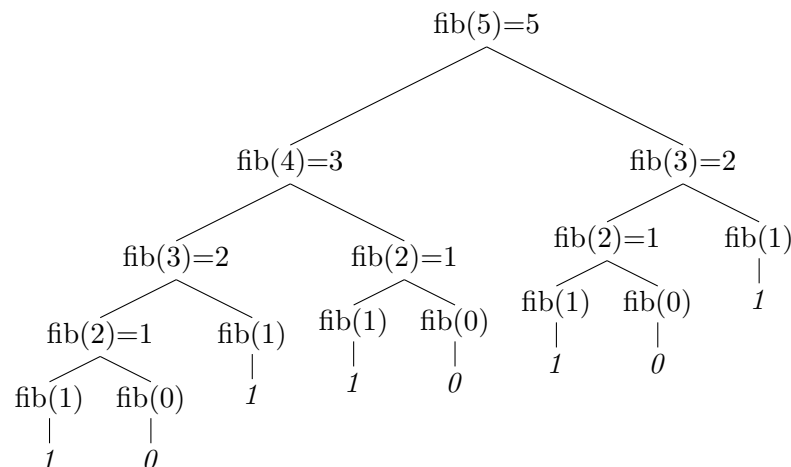 fib(5)=5
fib(4)=3 fib(3)=2
fib(3)=2 fib(2)=1 fib(2)=1 fib(1)
fib(2)=1 fib(1) fib(1) fib(0) fib(1) fib(0) 1
fib(1) fib(0) 1 1 0 1 0
1 0